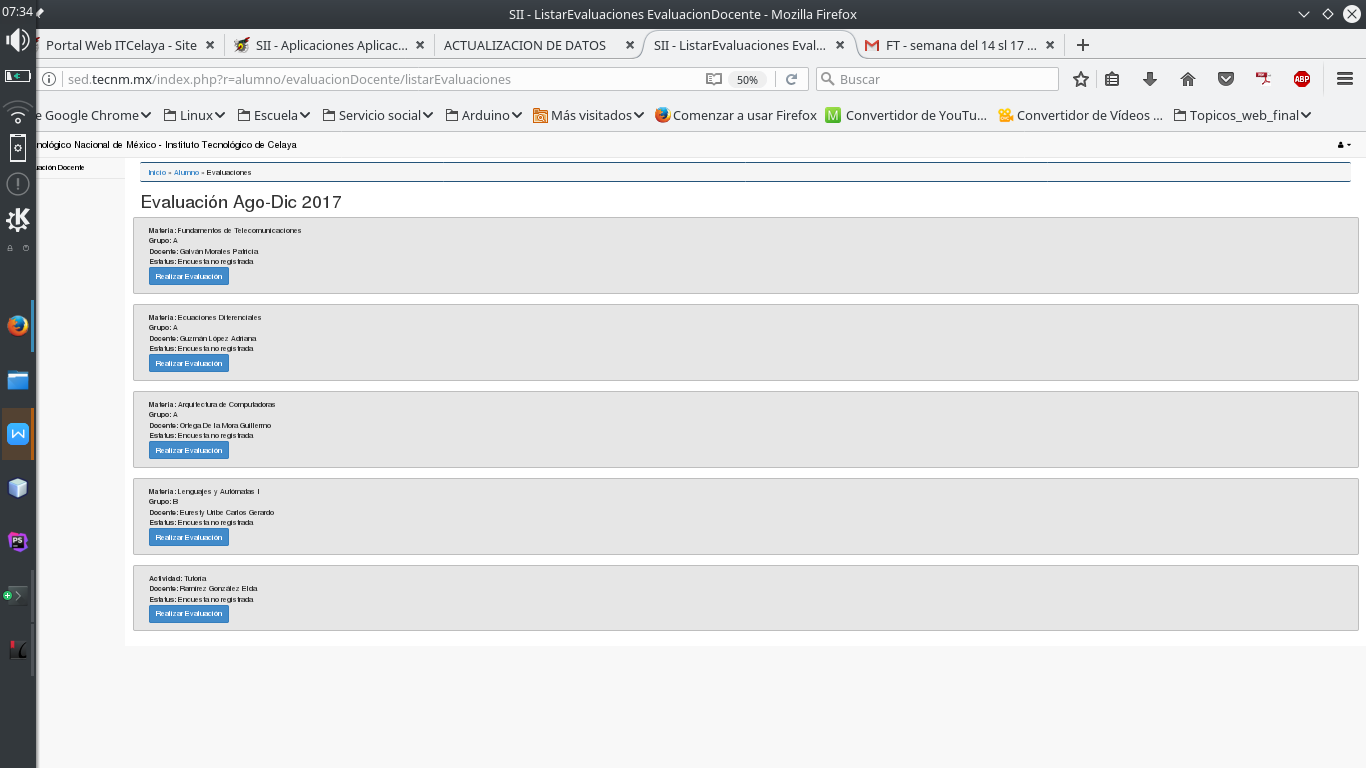 07:34
SII - ListarEvaluaciones EvaluacionDocente - Mozilla Firefox
Portal Web ITCelaya - Site
SII - Aplicaciones Aplicac...
ACTUALIZACION DE DATOS
SII - ListarEvaluaciones Eval...
FT - semana del 14 sl 17 ...
sed.tecnm.mx/index.php?r=alumno/evaluacionDocente/listarEvaluaciones
50%
Buscar
ABP
e Google Chrome
Linux
Escuela
Servicio social
Arduino
Más visitados
Comenzar a usar Firefox
Convertidor de YouTu...
Convertidor de Vídeos ...
Topicos_web_final
nológico Nacional de México - Instituto Tecnológico de Celaya
uación Docente
Inicio » Alumno » Evaluaciones
Evaluación Ago-Dic 2017
Materia: Fundamentos de Telecomunicaciones
Grupo: A
Docente: Galván Morales Patricia
Estatus: Encuesta no registrada
Realizar Evaluación
Materia: Ecuaciones Diferenciales
Grupo: A
Docente: Guzmán López Adriana
Estatus: Encuesta no registrada
Realizar Evaluación
Materia: Arquitectura de Computadoras
Grupo: A
Docente: Ortega De la Mora Guillermo
Estatus: Encuesta no registrada
Realizar Evaluación
Materia: Lenguajes y Autómatas I
Grupo: B
Docente: Euresty Uribe Carlos Gerardo
Estatus: Encuesta no registrada
Realizar Evaluación
Actividad: Tutoría
Docente: Ramírez González Elda
Estatus: Encuesta no registrada
Realizar Evaluación